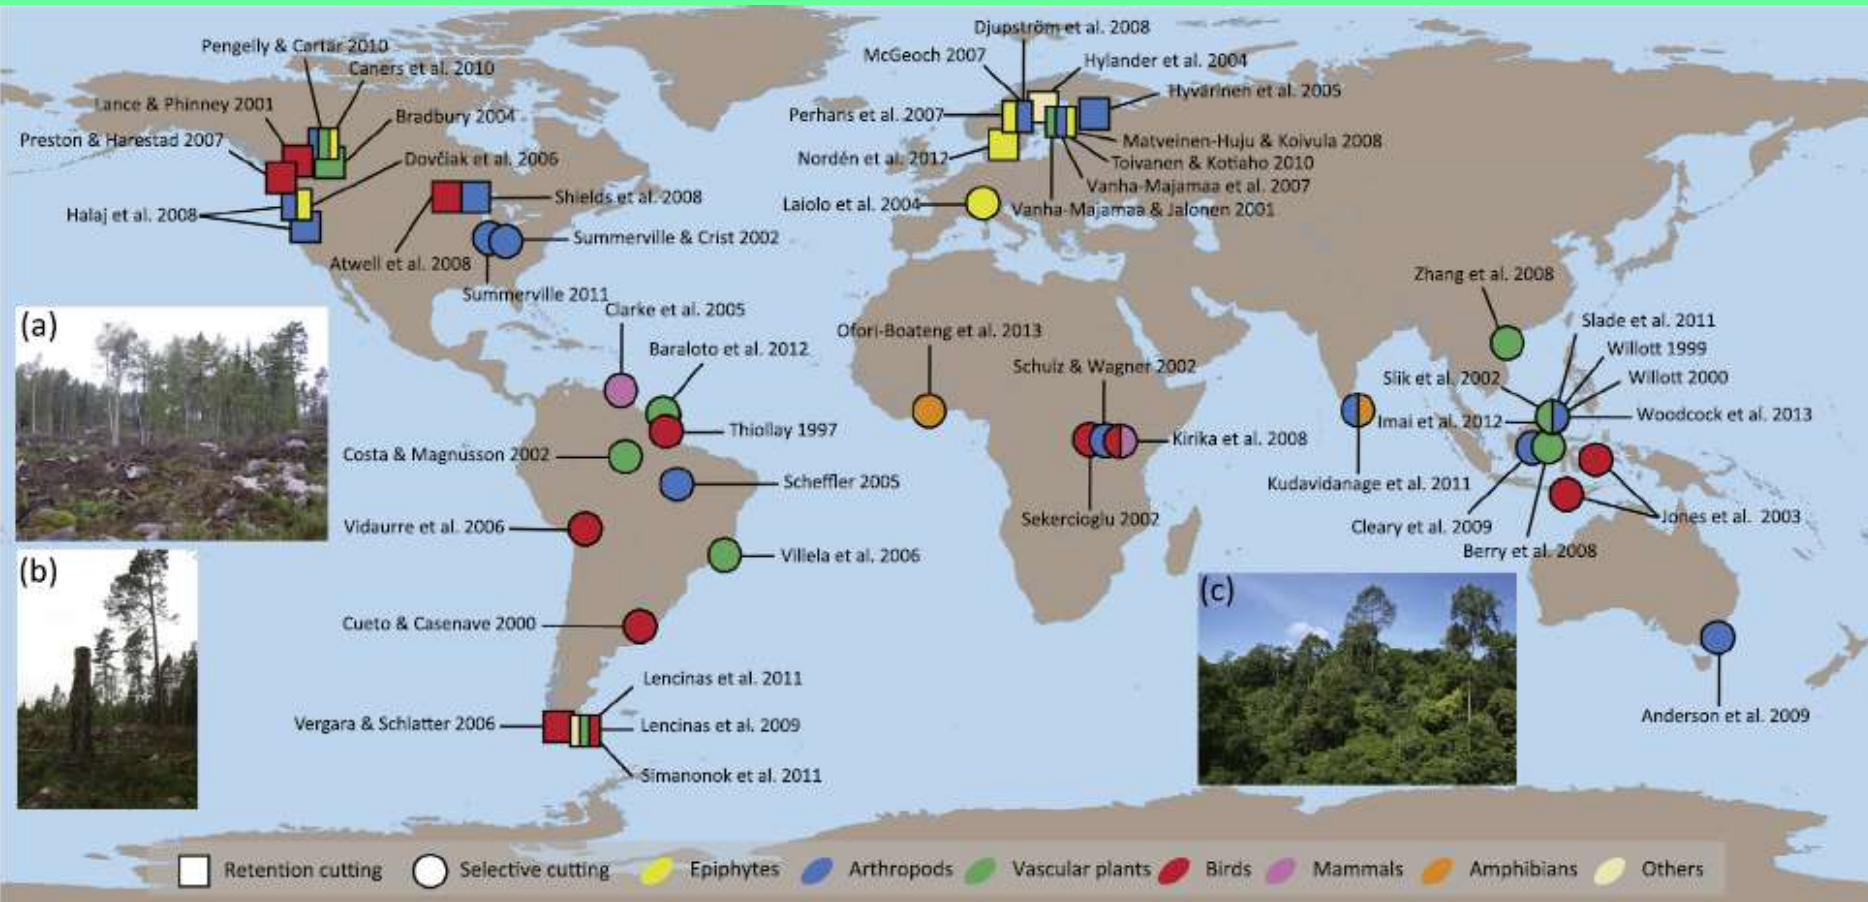 Djupström et al. 2008
Pengelly & Cartar 2010
McGeoch 2007
Hylander et al. 2004
Caners et al. 2010
Hyvärinen et al. 2005
Lance & Phinney 2001
Bradbury 2004
Perhans et al. 2007
Preston & Harestad 2007
Matveinen-Huju & Koivula 2008
Dovčiak et al. 2006
Nordén et al. 2012
Toivanen & Kotiaho 2010
Vanha-Majamaa et al. 2007
Shields et al. 2008
Laiolo et al. 2004
Vanha-Majamaa & Jalonen 2001
Halaj et al. 2008
Summerville & Crist 2002
Atwell et al. 2008
Zhang et al. 2008
Summerville 2011
Clarke et al. 2005
(a)
Ofori-Boateng et al. 2013
Slade et al. 2011
Baraloto et al. 2012
Willott 1999
Schulz & Wagner 2002
Slik et al. 2002
Willott 2000
Woodcock et al. 2013
Imai et al. 2012
Thiollay 1997
Kirika et al. 2008
Costa & Magnusson 2002
Scheffler 2005
Kudavidanage et al. 2011
Sekercioglu 2002
Jones et al. 2003
Vidaurre et al. 2006
Cleary et al. 2009
Berry et al. 2008
Villela et al. 2006
(b)
(c)
Cueto & Casenave 2000
Lencinas et al. 2011
Anderson et al. 2009
Vergara & Schlatter 2006
Lencinas et al. 2009
Simanonok et al. 2011
Retention cutting
Selective cutting
Epiphytes
Arthropods
Vascular plants
Birds
Mammals
Amphibians
Others